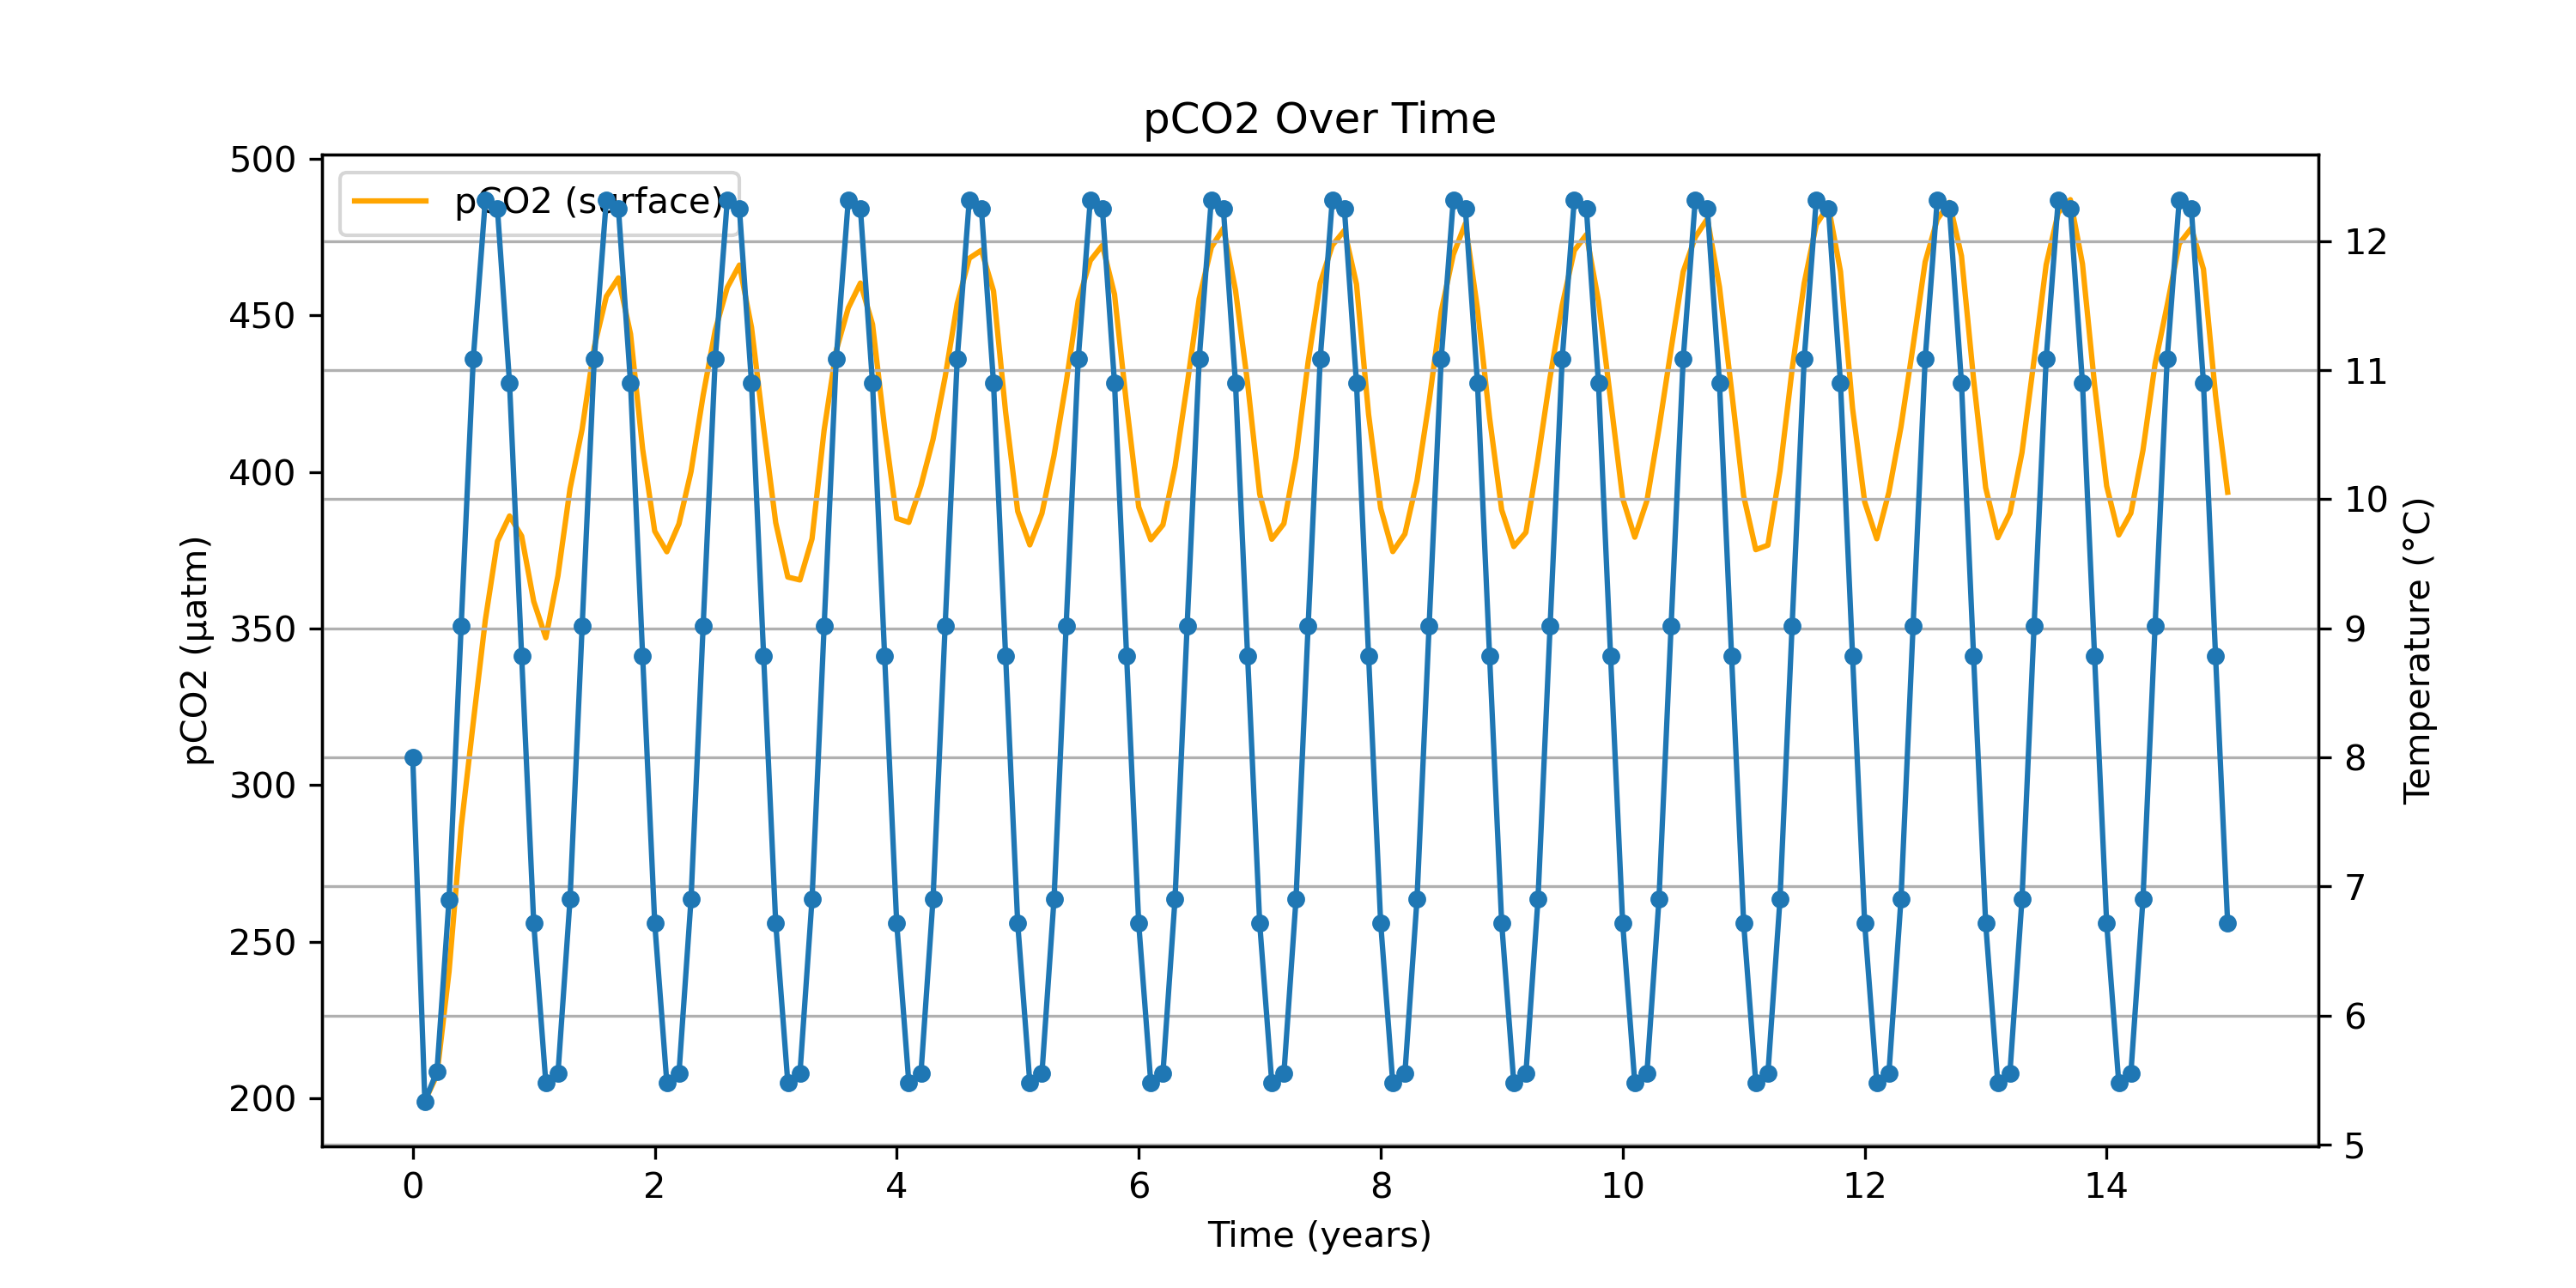 pCO2 Over Time
pCO2 (surface)
500
450
400
350
300
250
200
pCO2 (μatm)
12
11
10
9
8
7
6
5
Temperature (°C)
0 2 4 6 8 10 12 14
Time (years)